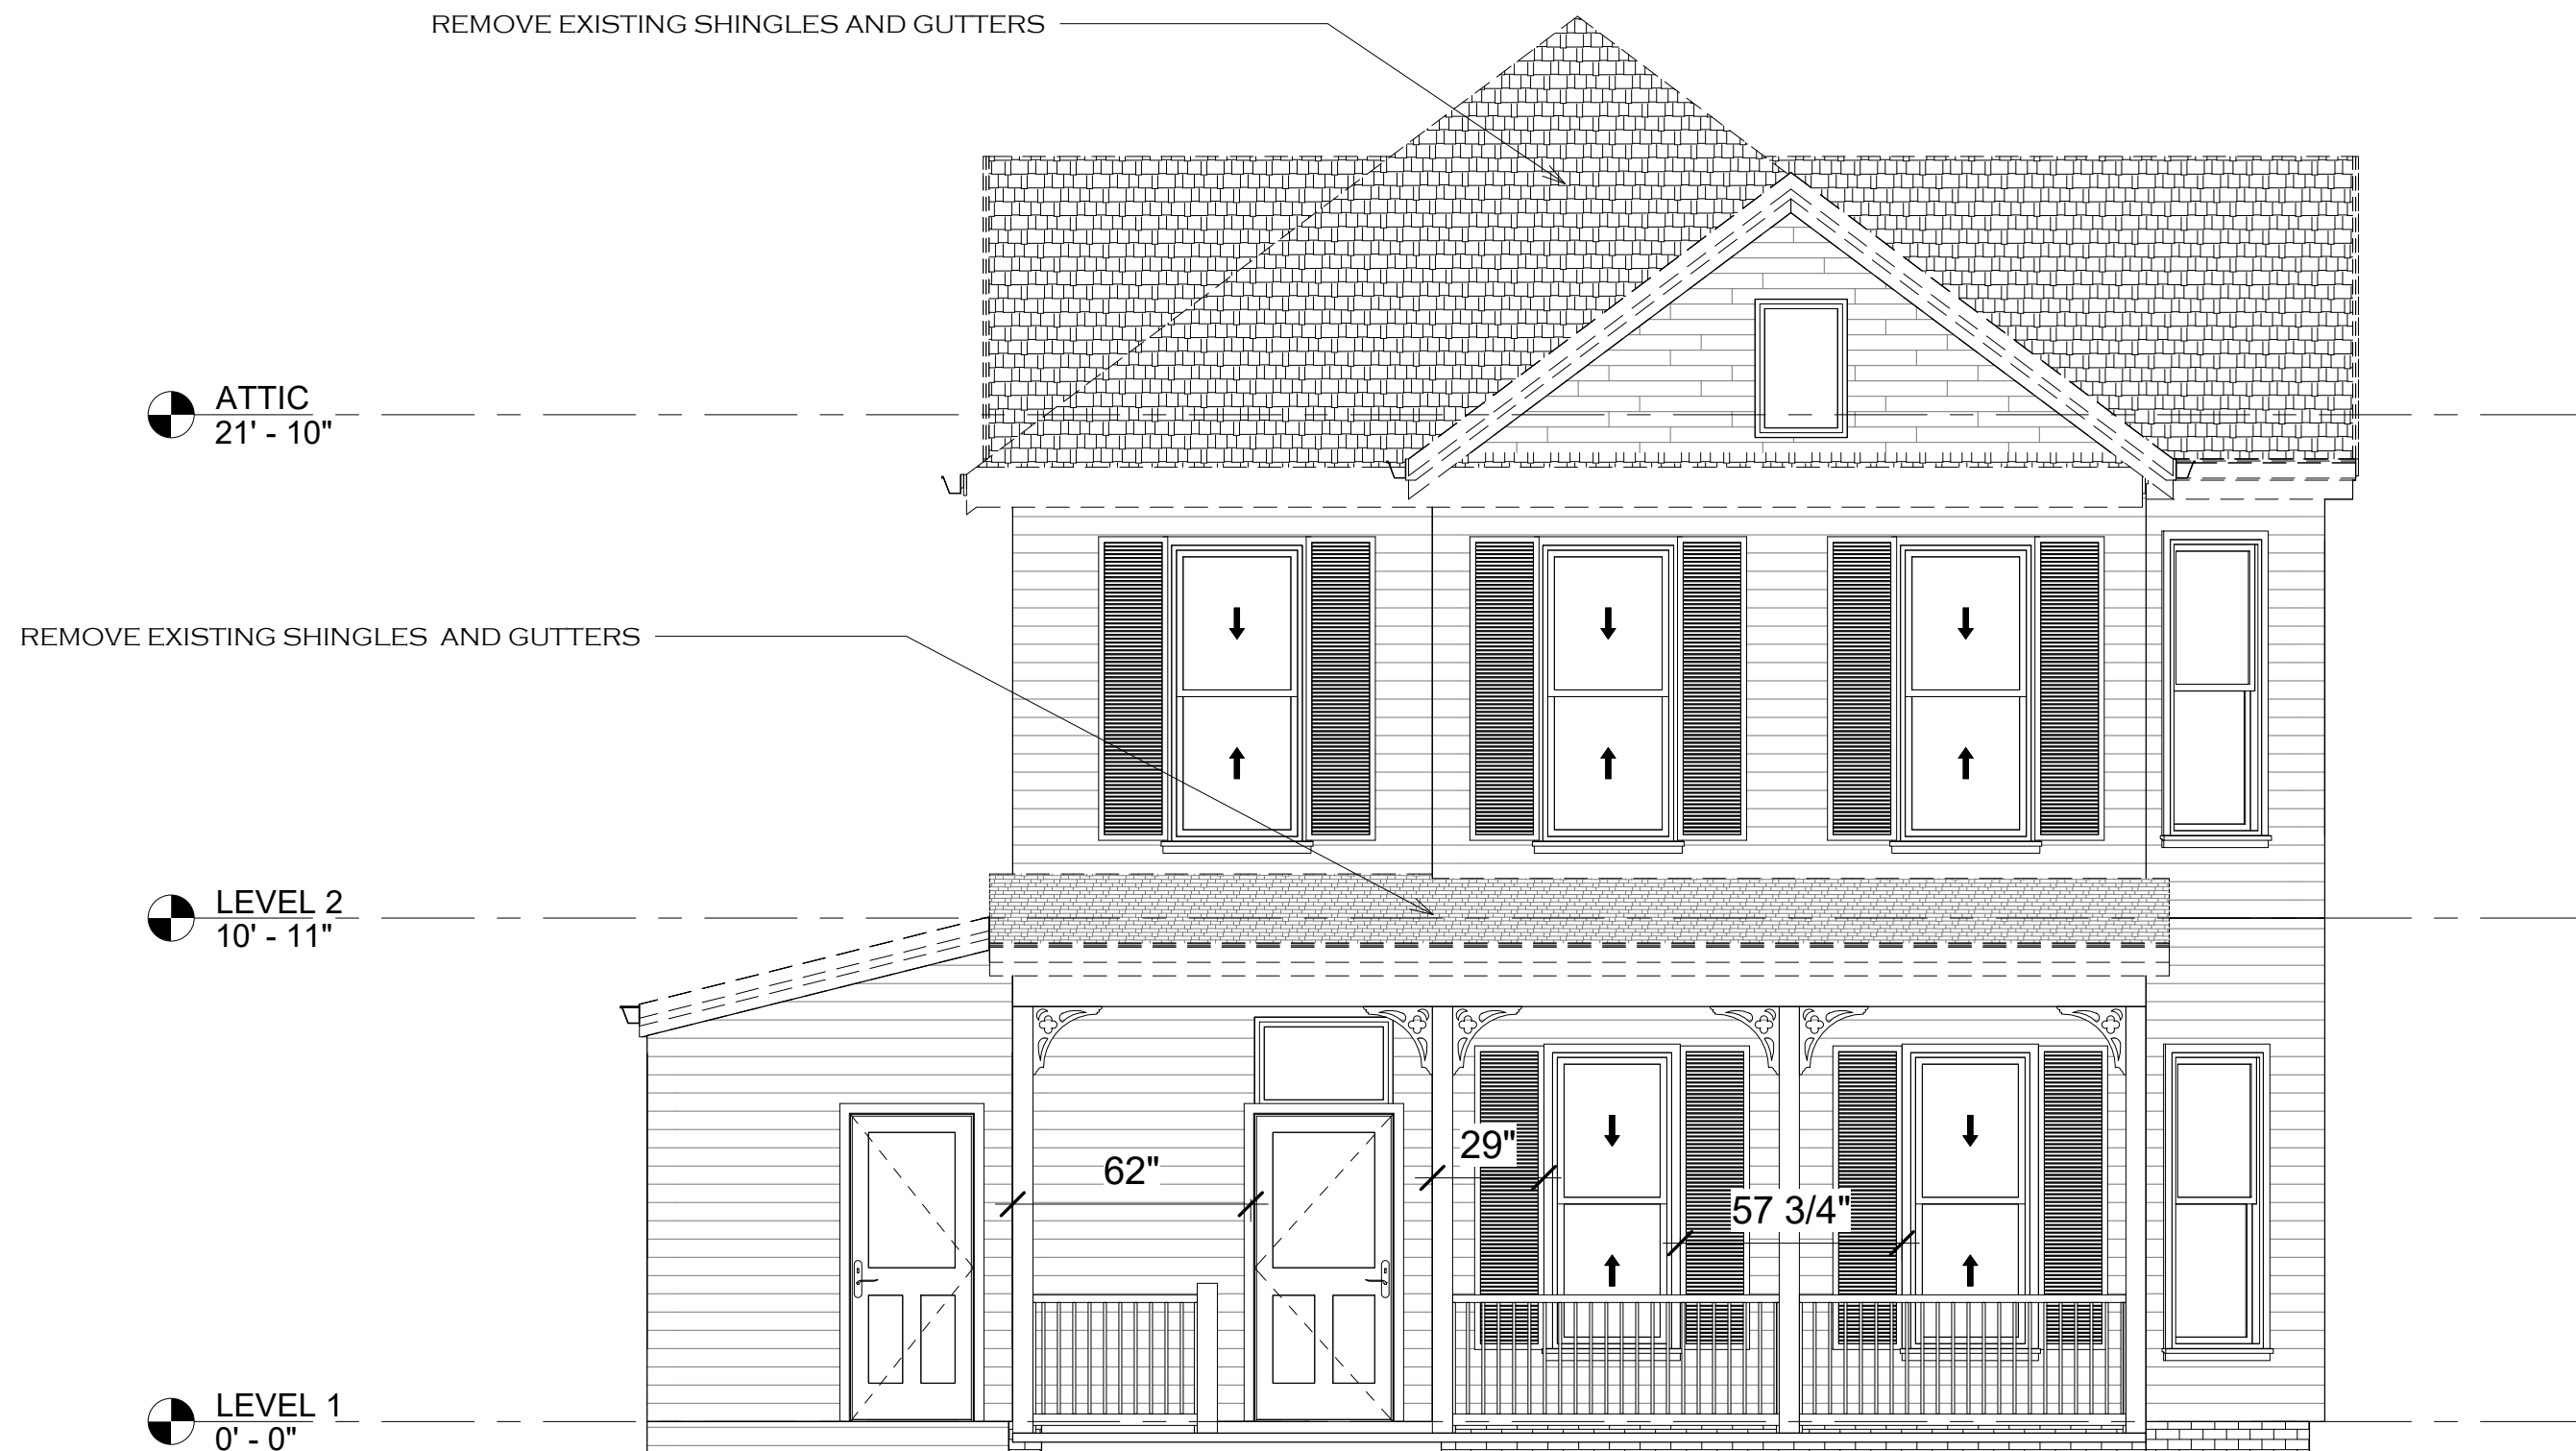 REMOVE EXISTING SHINGLES AND GUTTERS
ATTIC
21' - 10"
REMOVE EXISTING SHINGLES AND GUTTERS
LEVEL 2
10' - 11"
29"
62"
57 3/4"
LEVEL 1
0' - 0"